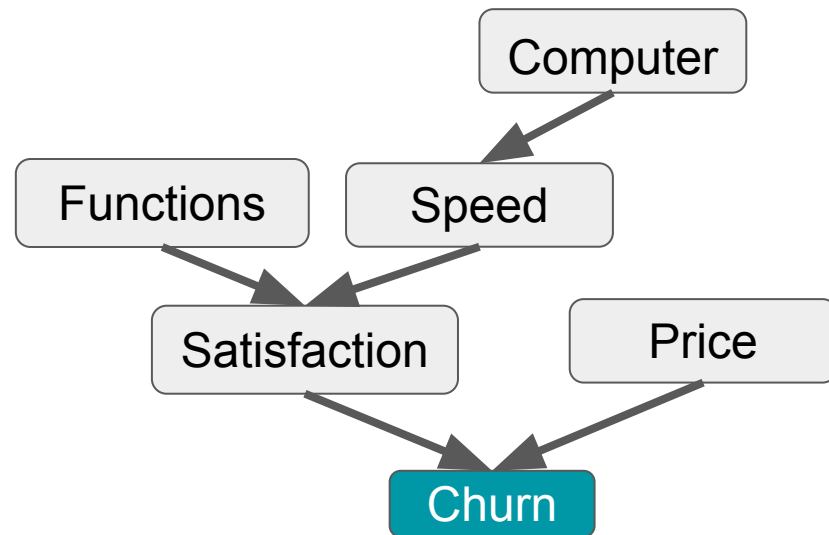 Computer
Functions
Speed
Satisfaction
Price
Churn